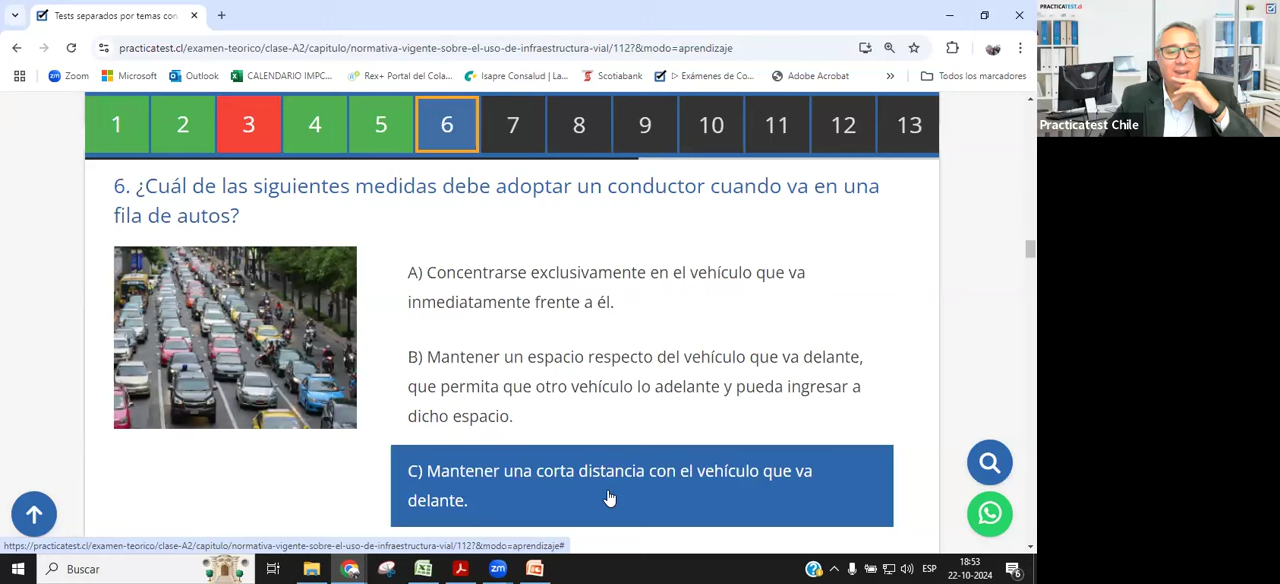 Tests separados por temas con
practicatest.cl/examen-teorico/clase-A2/capitulo/normativa-vigente-sobre-el-uso-de-infraestructura-vial/112?&modo=aprendizaje
Zoom
Microsoft
Outlook
CALENDARIO IMPC...
Rex+ Portal del Cola...
Isapre Consalud | La...
Scotiabank
▷ Exámenes de Co...
Adobe Acrobat
»
Todos los marcadores
PRACTICATEST.cl
Practicatest Chile
1 2 3 4 5 6 7 8 9 10 11 12 13
6. ¿Cuál de las siguientes medidas debe adoptar un conductor cuando va en una
fila de autos?
A) Concentrarse exclusivamente en el vehículo que va
inmediatamente frente a él.
B) Mantener un espacio respecto del vehículo que va delante,
que permita que otro vehículo lo adelante y pueda ingresar a
dicho espacio.
C) Mantener una corta distancia con el vehículo que va
delante.
https://practicatest.cl/examen-teorico/clase-A2/capitulo/normativa-vigente-sobre-el-uso-de-infraestructura-vial/112?&modo=aprendizaje#
Buscar
zm
ESP
18:53
22-10-2024
6